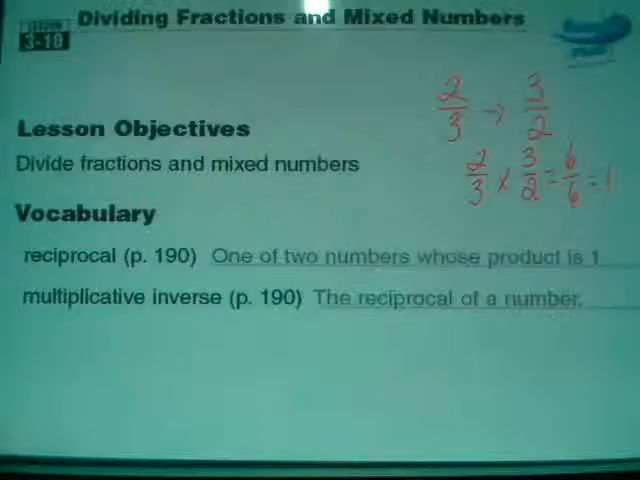 Dividing Fractions and Mixed Numbers
LESSON
3-10
2/3 → 3/2
Lesson Objectives
Divide fractions and mixed numbers
2/3 x 3/2 = 6/6 = 1
Vocabulary
reciprocal (p. 190) One of two numbers whose product is 1
multiplicative inverse (p. 190) The reciprocal of a number.